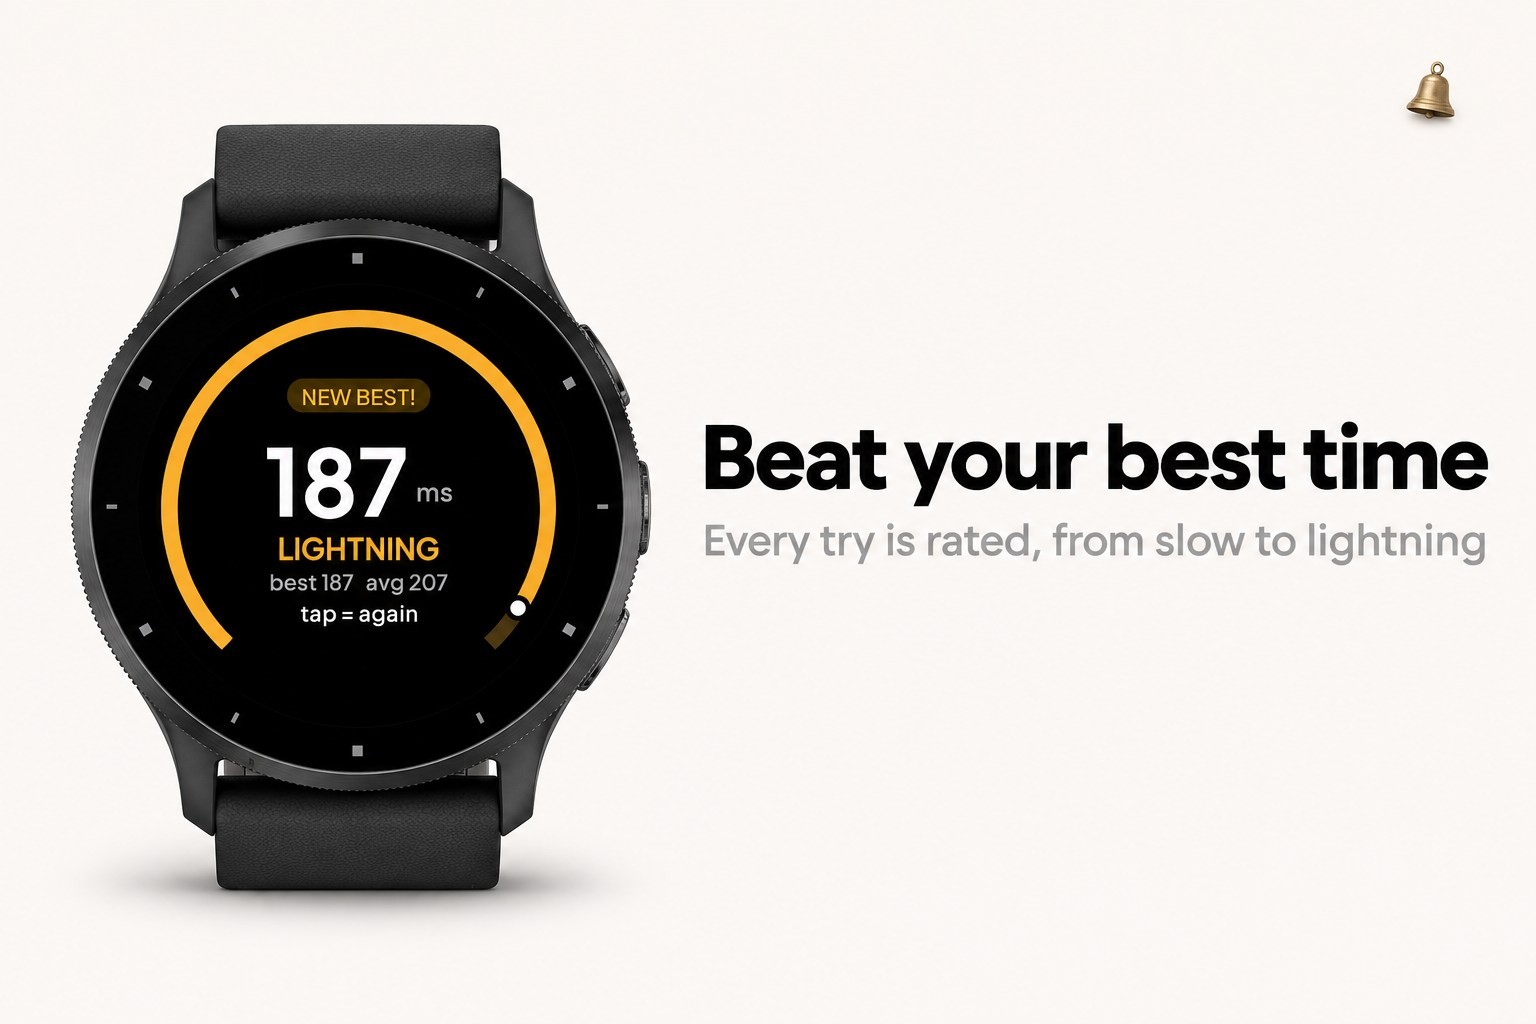 NEW BEST!
187 ms
LIGHTNING
best 187 avg 207
tap = again
Beat your best time
Every try is rated, from slow to lightning